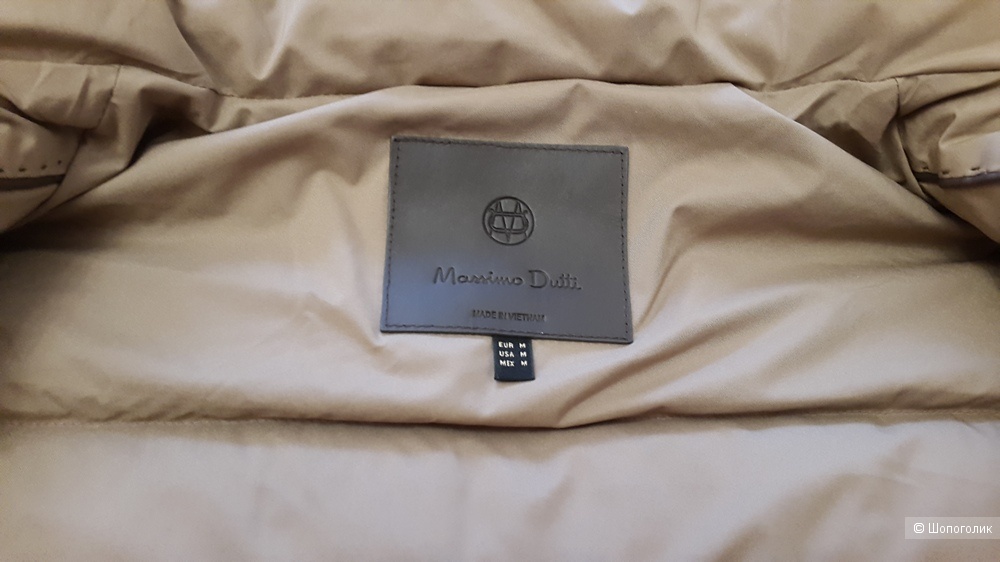 Massimo Dutti
MADE IN VIETNAM
EUR M
USA M
MEX M
© Шопоголик